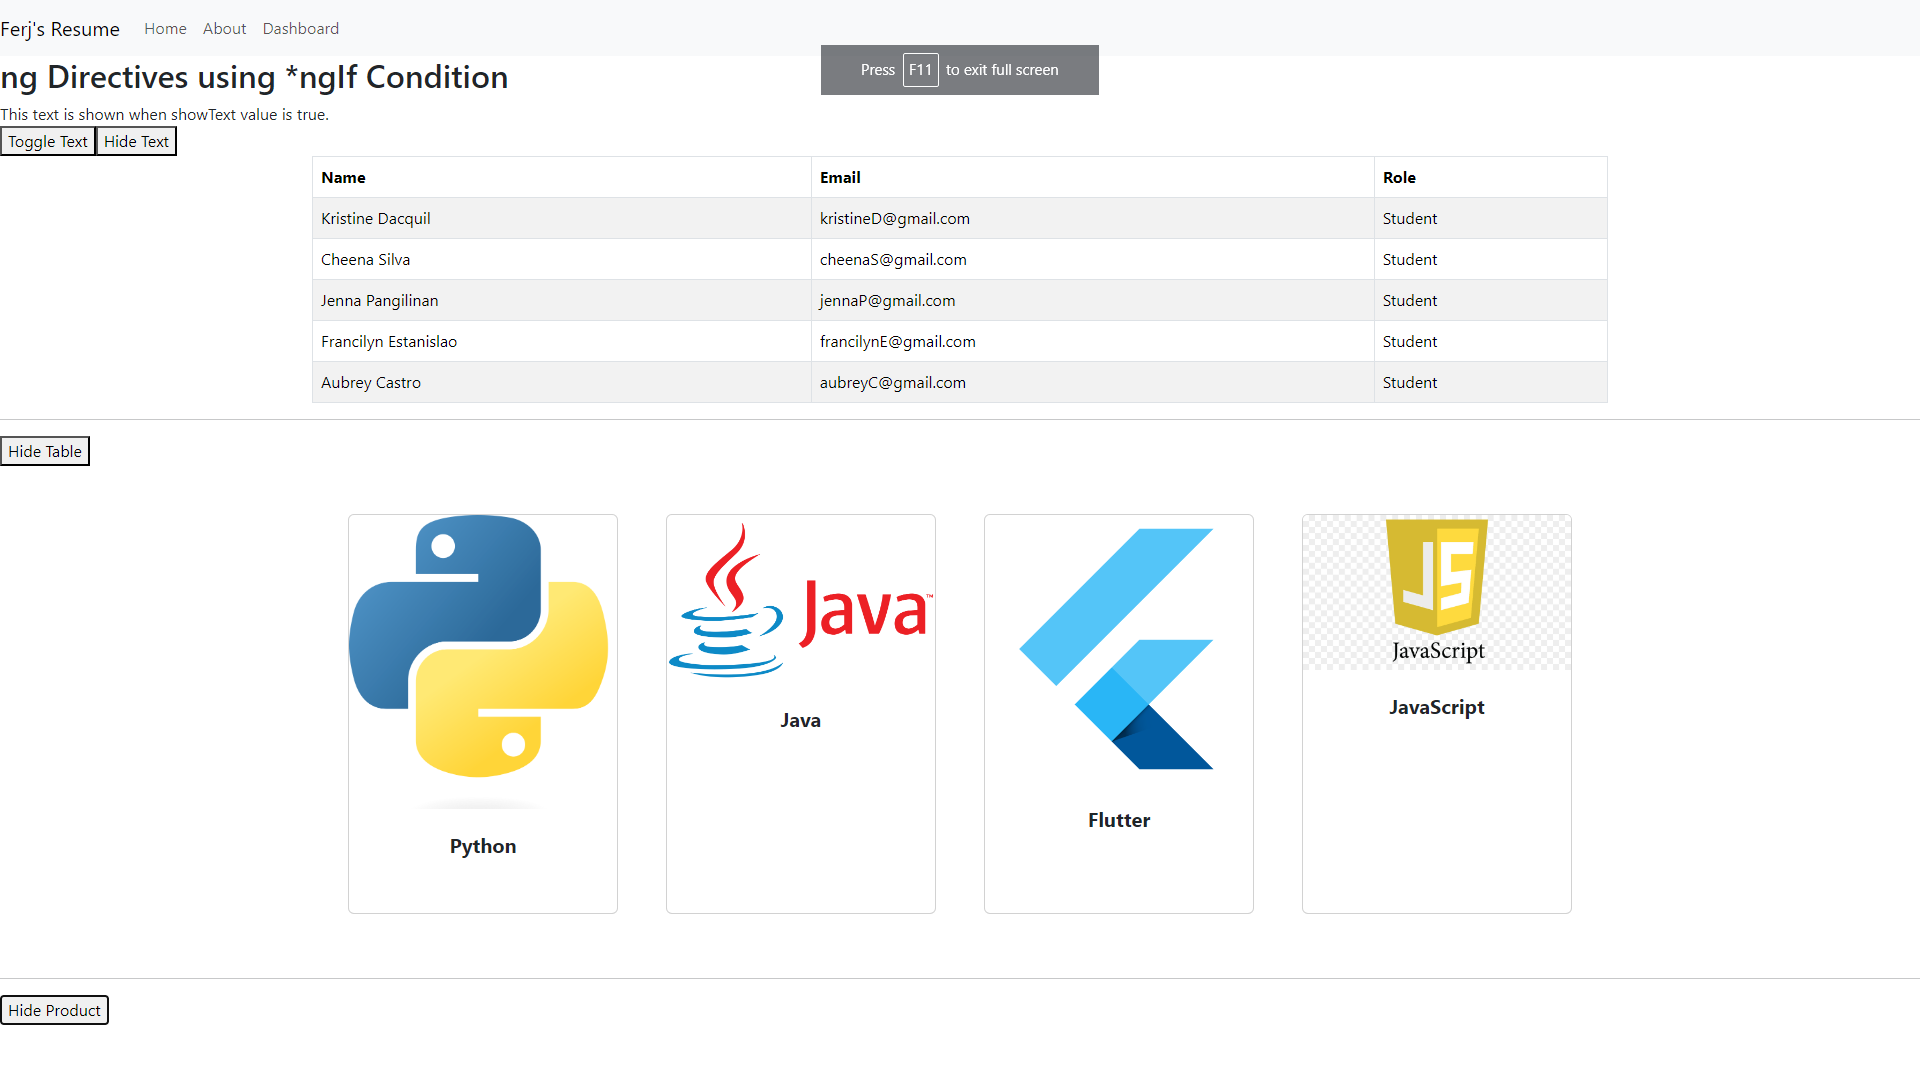 Ferj's Resume Home About Dashboard
Press F11 to exit full screen
ng Directives using *ngIf Condition
This text is shown when showText value is true.
Toggle Text Hide Text
Name Email Role
Kristine Dacquil kristineD@gmail.com Student
Cheena Silva cheenaS@gmail.com Student
Jenna Pangilinan jennaP@gmail.com Student
Francilyn Estanislao francilynE@gmail.com Student
Aubrey Castro aubreyC@gmail.com Student
Hide Table
Java™
JS
JavaScript
Python
Java
Flutter
JavaScript
Hide Product